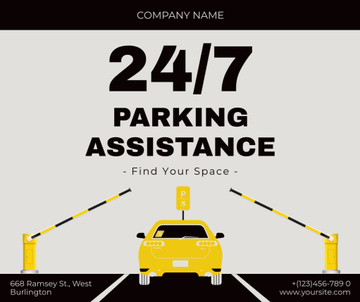 COMPANY NAME
24/7
PARKING
ASSISTANCE
- Find Your Space -
P
668 Ramsey St., West
Burlington
+(123)456-789 0
www.yoursite.com